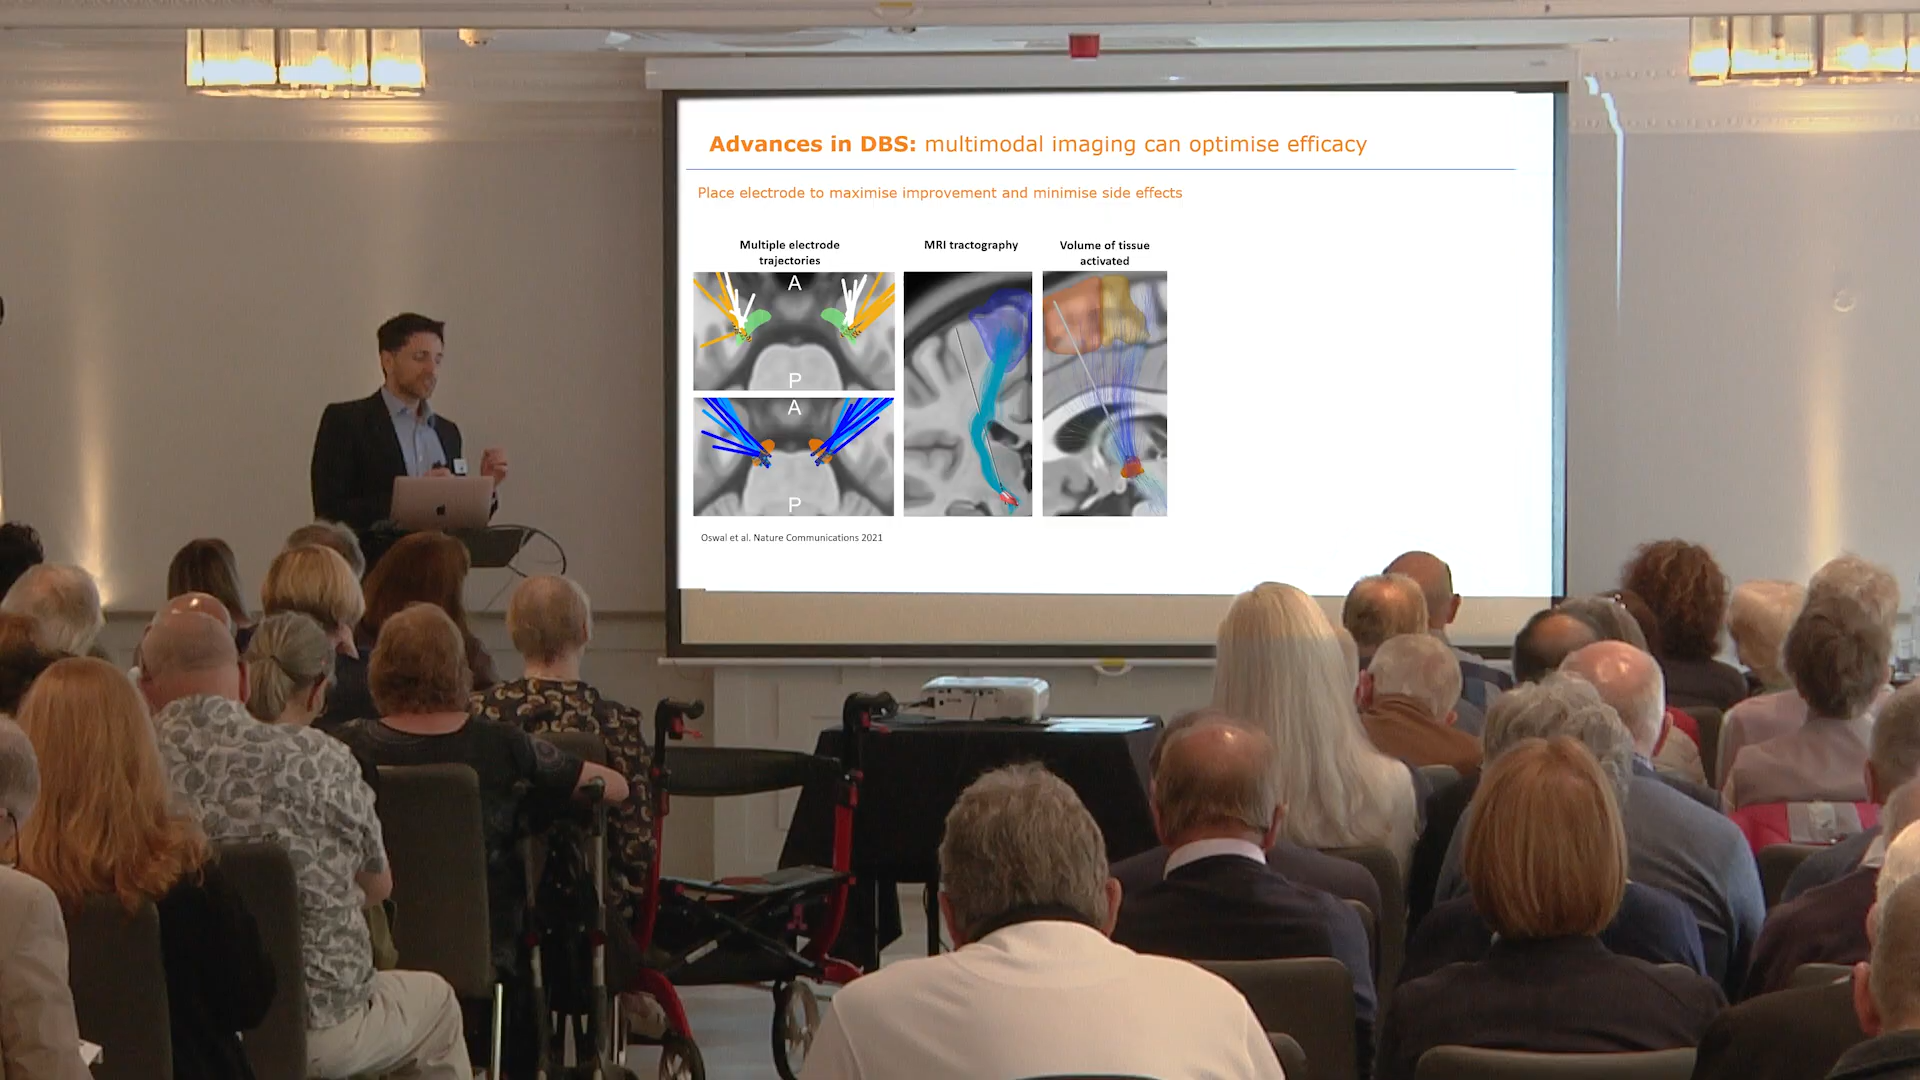 Advances in DBS: multimodal imaging can optimise efficacy
Place electrode to maximise improvement and minimise side effects
Multiple electrode
trajectories
MRI tractography
Volume of tissue
activated
A
P
A
P
Oswal et al. Nature Communications 2021